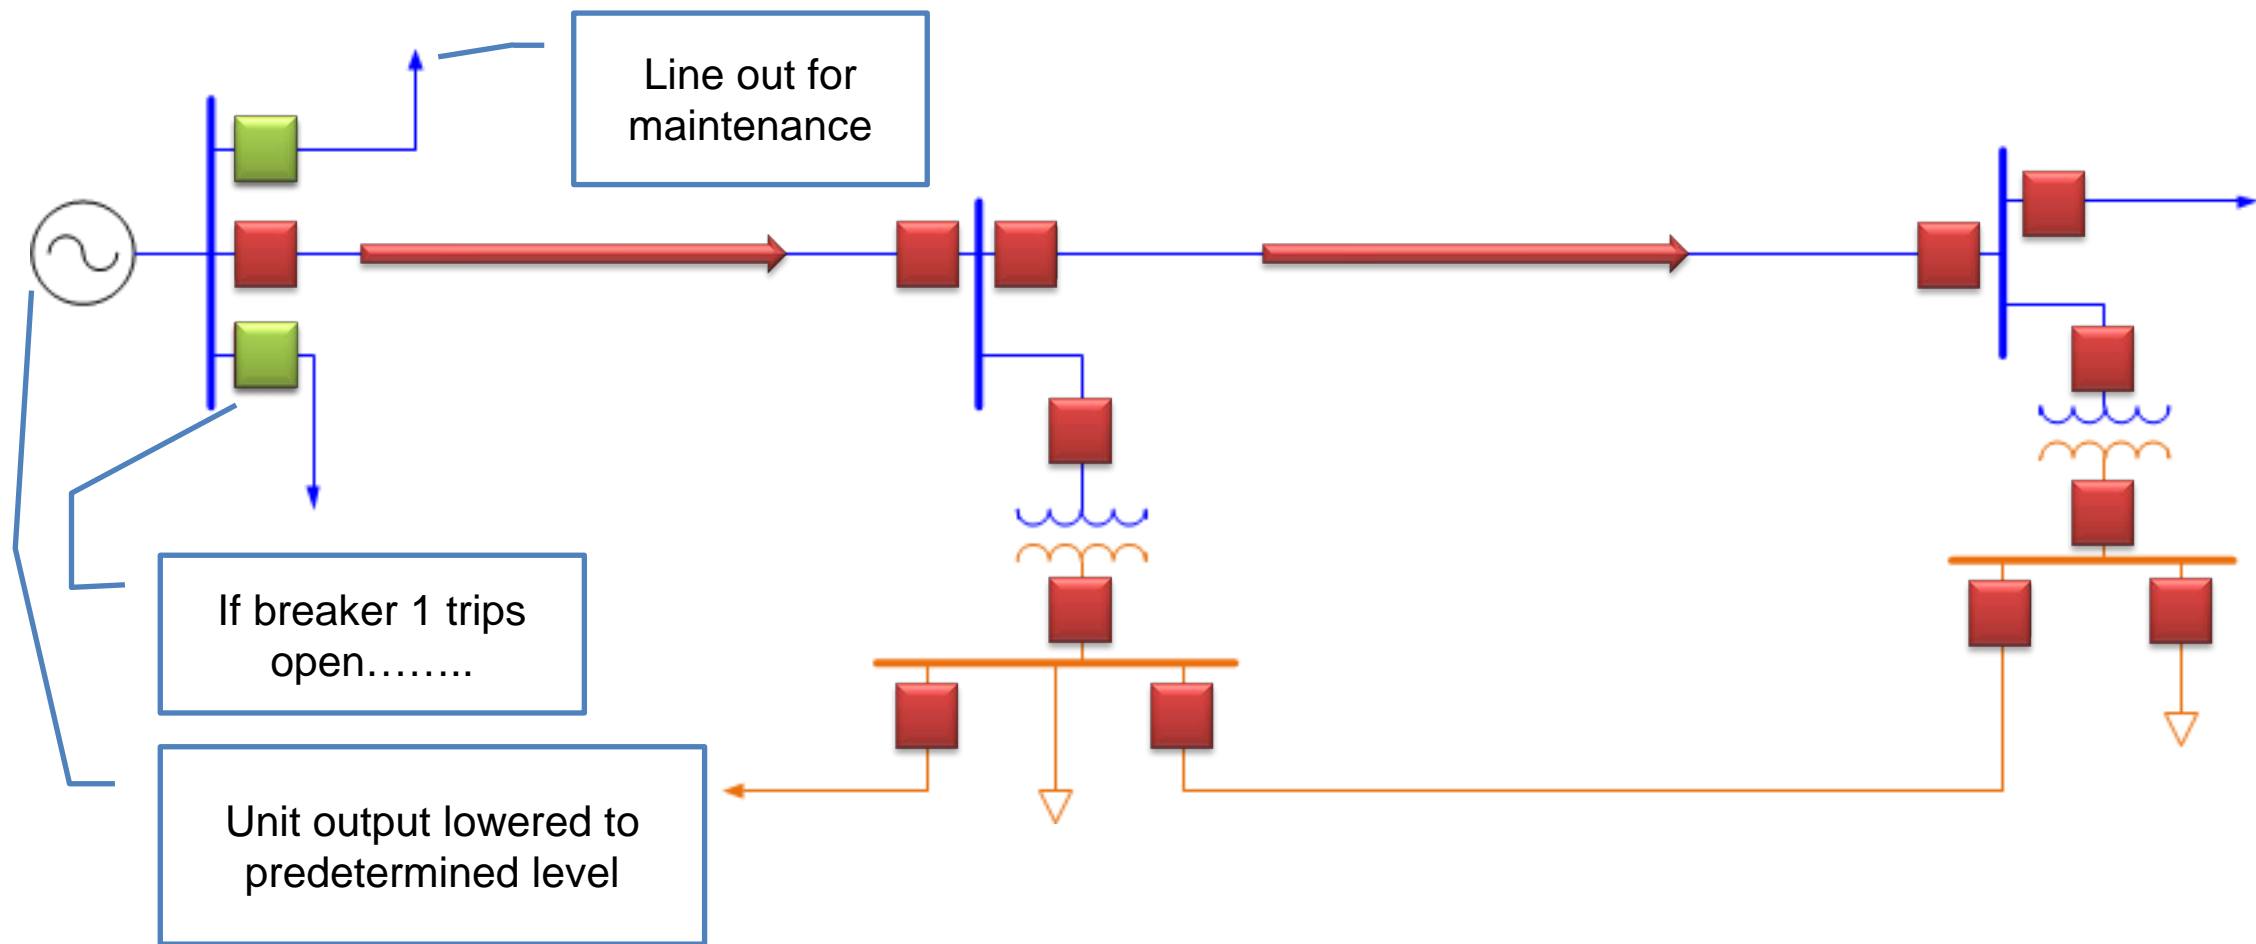 Line out for
maintenance
If breaker 1 trips
open……..
Unit output lowered to
predetermined level